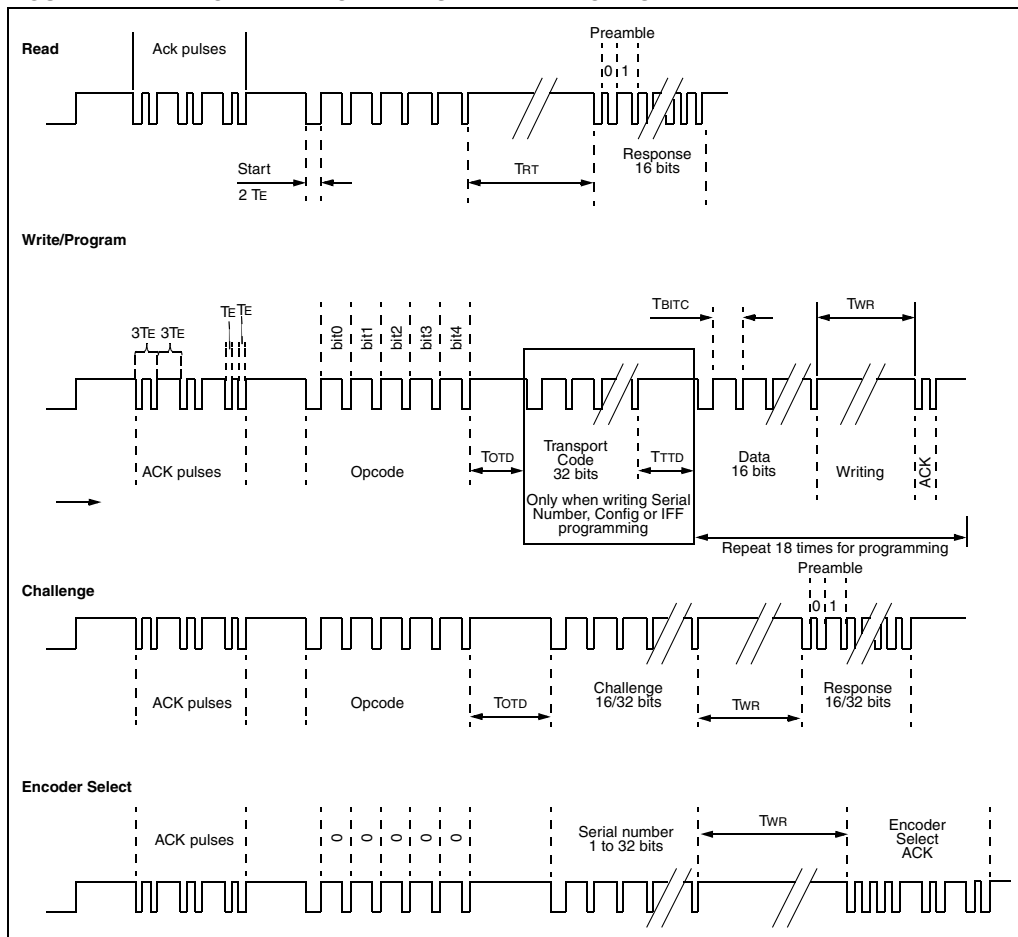 Read
Ack pulses
Preamble
0 1
Start
2 TE
TRT
Response
16 bits
Write/Program
3TE 3TE
TE TE
bit0
bit1
bit2
bit3
bit4
TBITC
TWR
ACK pulses
Opcode
TOTD
Transport
Code
32 bits
TTTD
Data
16 bits
Writing
ACK
Only when writing Serial
Number, Config or IFF
programming
Repeat 18 times for programming
Challenge
Preamble
0 1
ACK pulses
Opcode
TOTD
Challenge
16/32 bits
TWR
Response
16/32 bits
Encoder Select
ACK pulses
0 0 0 0 0
Serial number
1 to 32 bits
TWR
Encoder
Select
ACK